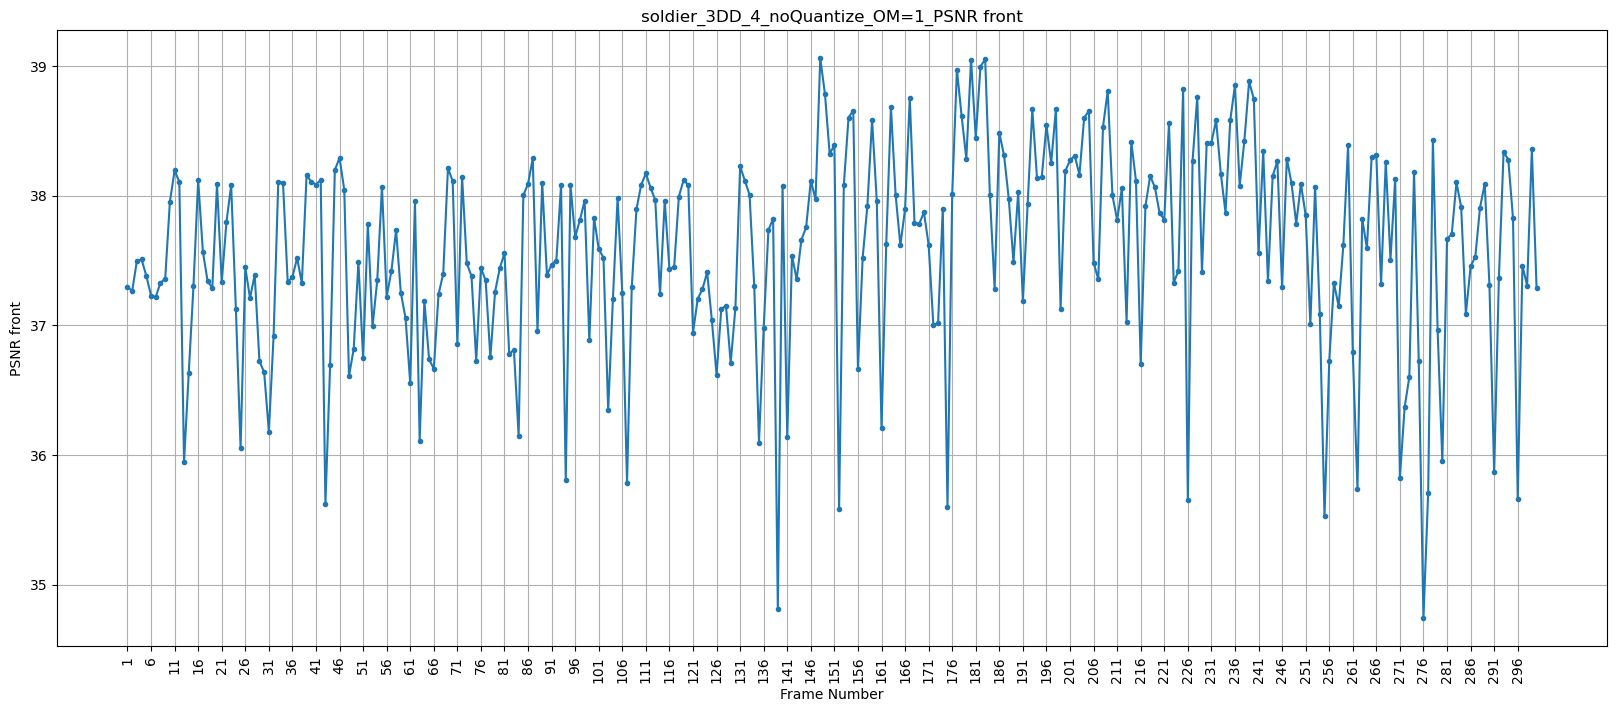 soldier_3DD_4_noQuantize_OM=1_PSNR front
PSNR front
39
38
37
36
35
1 6 11 16 21 26 31 36 41 46 51 56 61 66 71 76 81 86 91 96 101 106 111 116 121 126 131 136 141 146 151 156 161 166 171 176 181 186 191 196 201 206 211 216 221 226 231 236 241 246 251 256 261 266 271 276 281 286 291 296
Frame Number